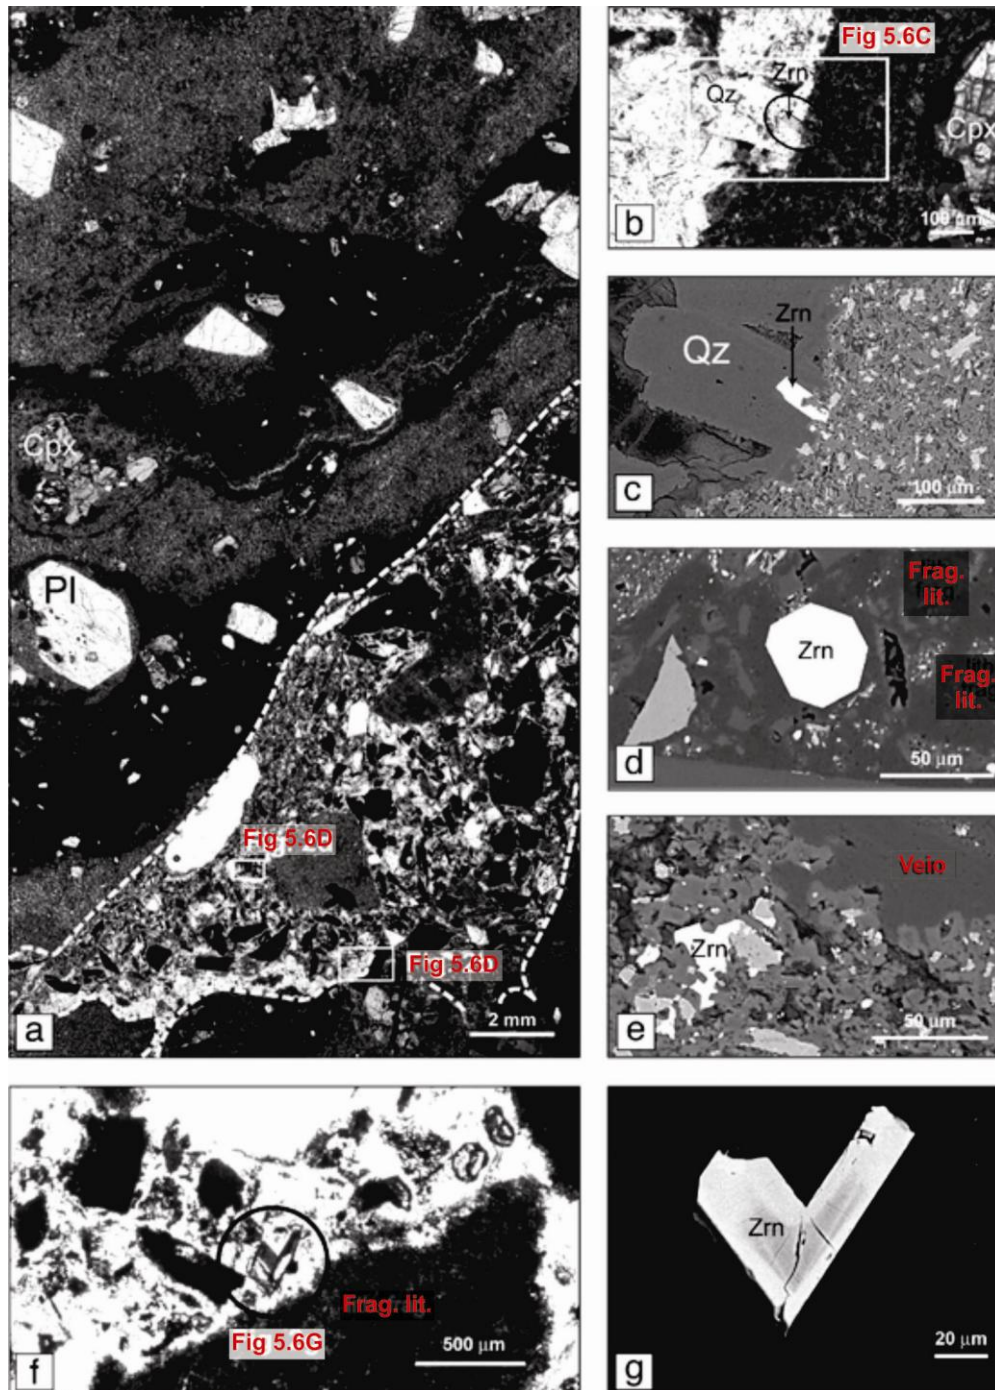 Cpx
Pl
Fig 5.6D
Fig 5.6D
a
2 mm
Fig 5.6C
Zrn
Qz
Cpx
b
100 µm
Zrn
Qz
c
100 µm
Frag.
lit.
Zrn
Frag.
lit.
d
50 µm
Veio
Zrn
e
50 µm
Frag. lit.
Fig 5.6G
f
500 µm
Zrn
g
20 µm